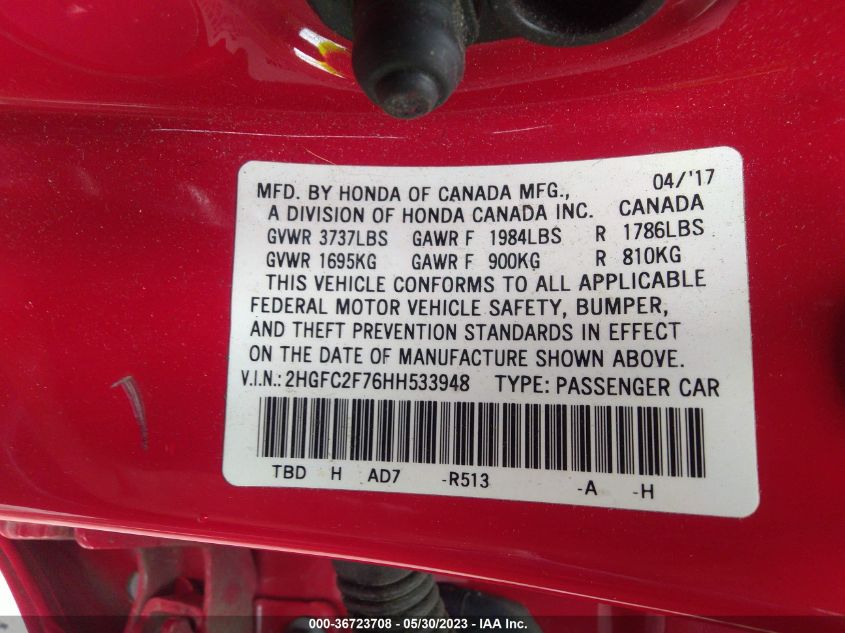 04/'17
MFD. BY HONDA OF CANADA MFG.,
A DIVISION OF HONDA CANADA INC. CANADA
GVWR 3737LBS GAWR F 1984LBS R 1786LBS
GVWR 1695KG GAWR F 900KG R 810KG
THIS VEHICLE CONFORMS TO ALL APPLICABLE
FEDERAL MOTOR VEHICLE SAFETY, BUMPER,
AND THEFT PREVENTION STANDARDS IN EFFECT
ON THE DATE OF MANUFACTURE SHOWN ABOVE.
V.I.N.: 2HGFC2F76HH533948 TYPE: PASSENGER CAR
TBD H AD7 -R513 -A -H
000-36723708 - 05/30/2023 - IAA Inc.